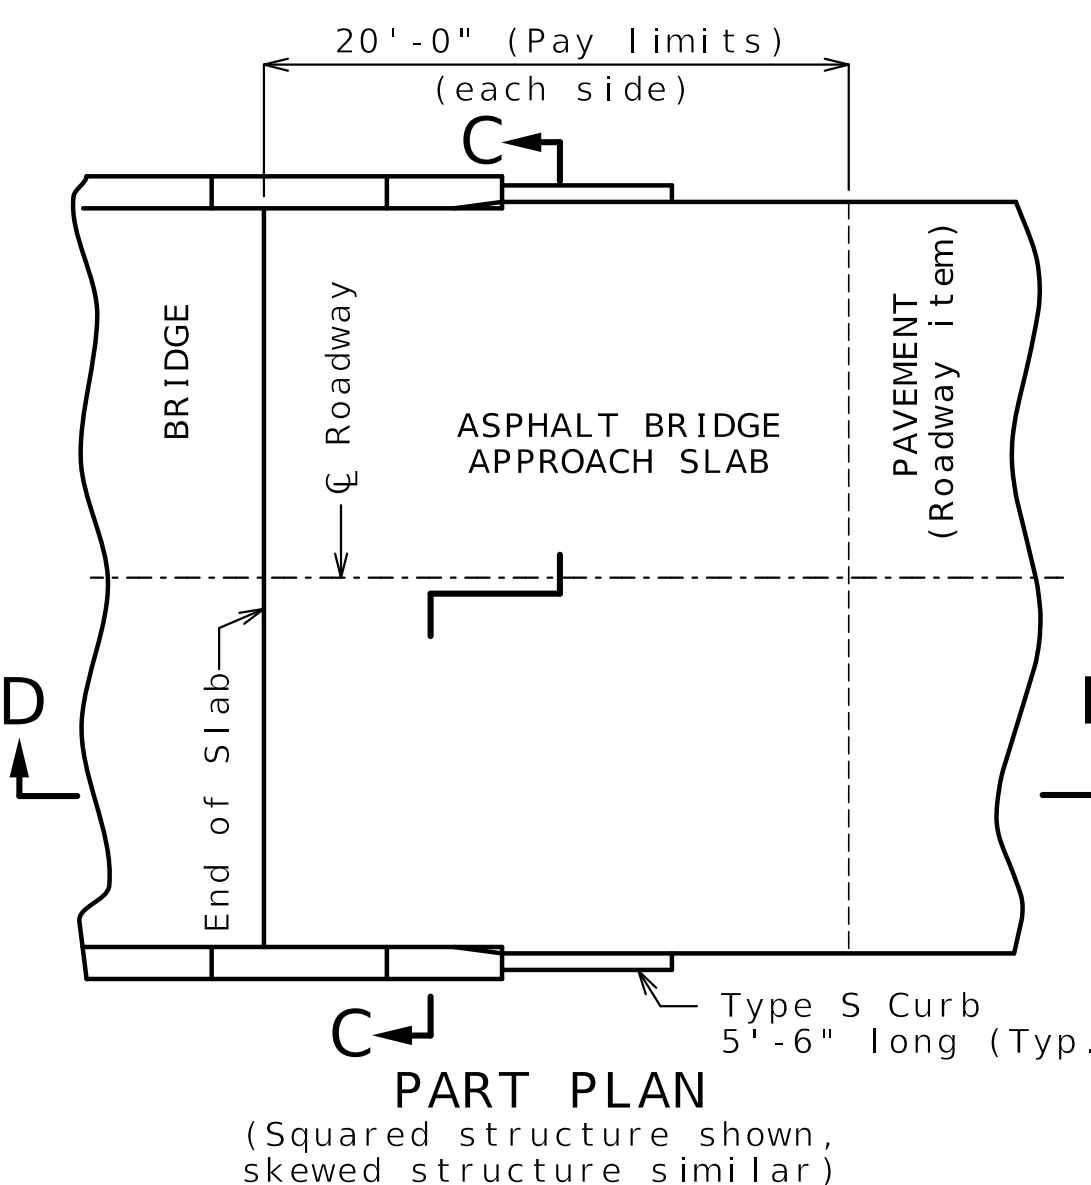 20'-0" (Pay limits)
(each side)
C
BRIDGE
℄ Roadway
ASPHALT BRIDGE
APPROACH SLAB
PAVEMENT
(Roadway item)
D
End of Slab
C
Type S Curb
5'-6" long (Typ.
PART PLAN
(Squared structure shown,
skewed structure similar)